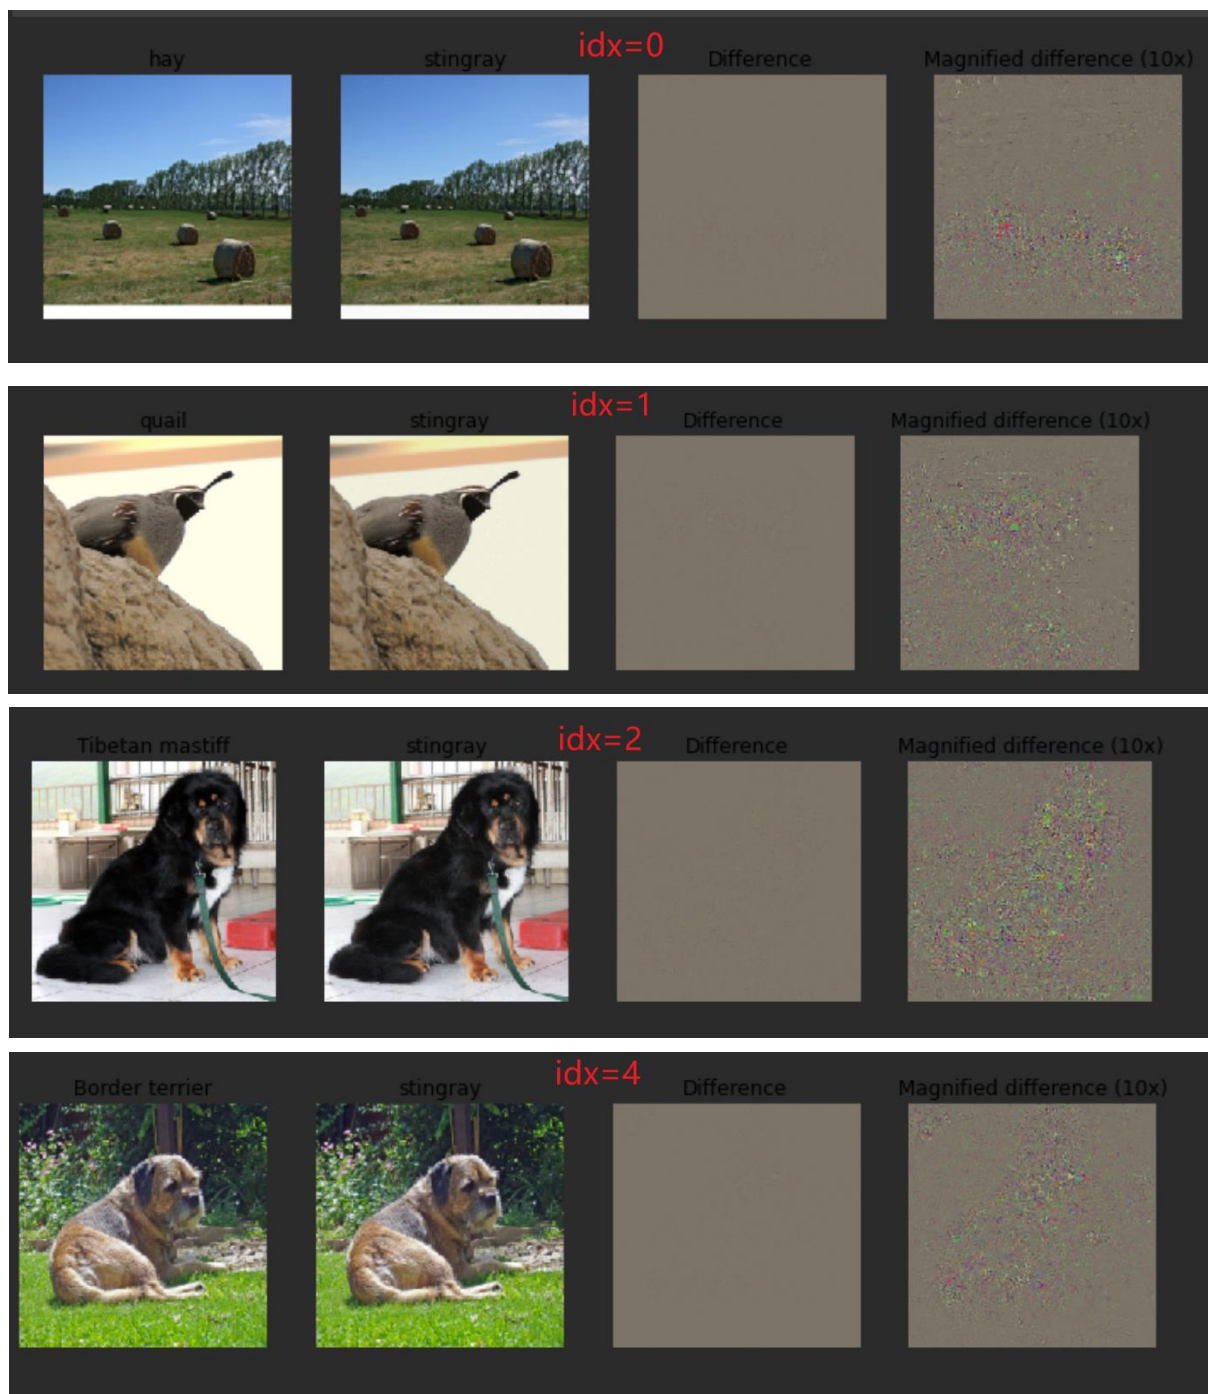 idx=0
hay stingray Difference Magnified difference (10x)
idx=1
quail stingray Difference Magnified difference (10x)
idx=2
Tibetan mastiff stingray Difference Magnified difference (10x)
idx=4
Border terrier stingray Difference Magnified difference (10x)